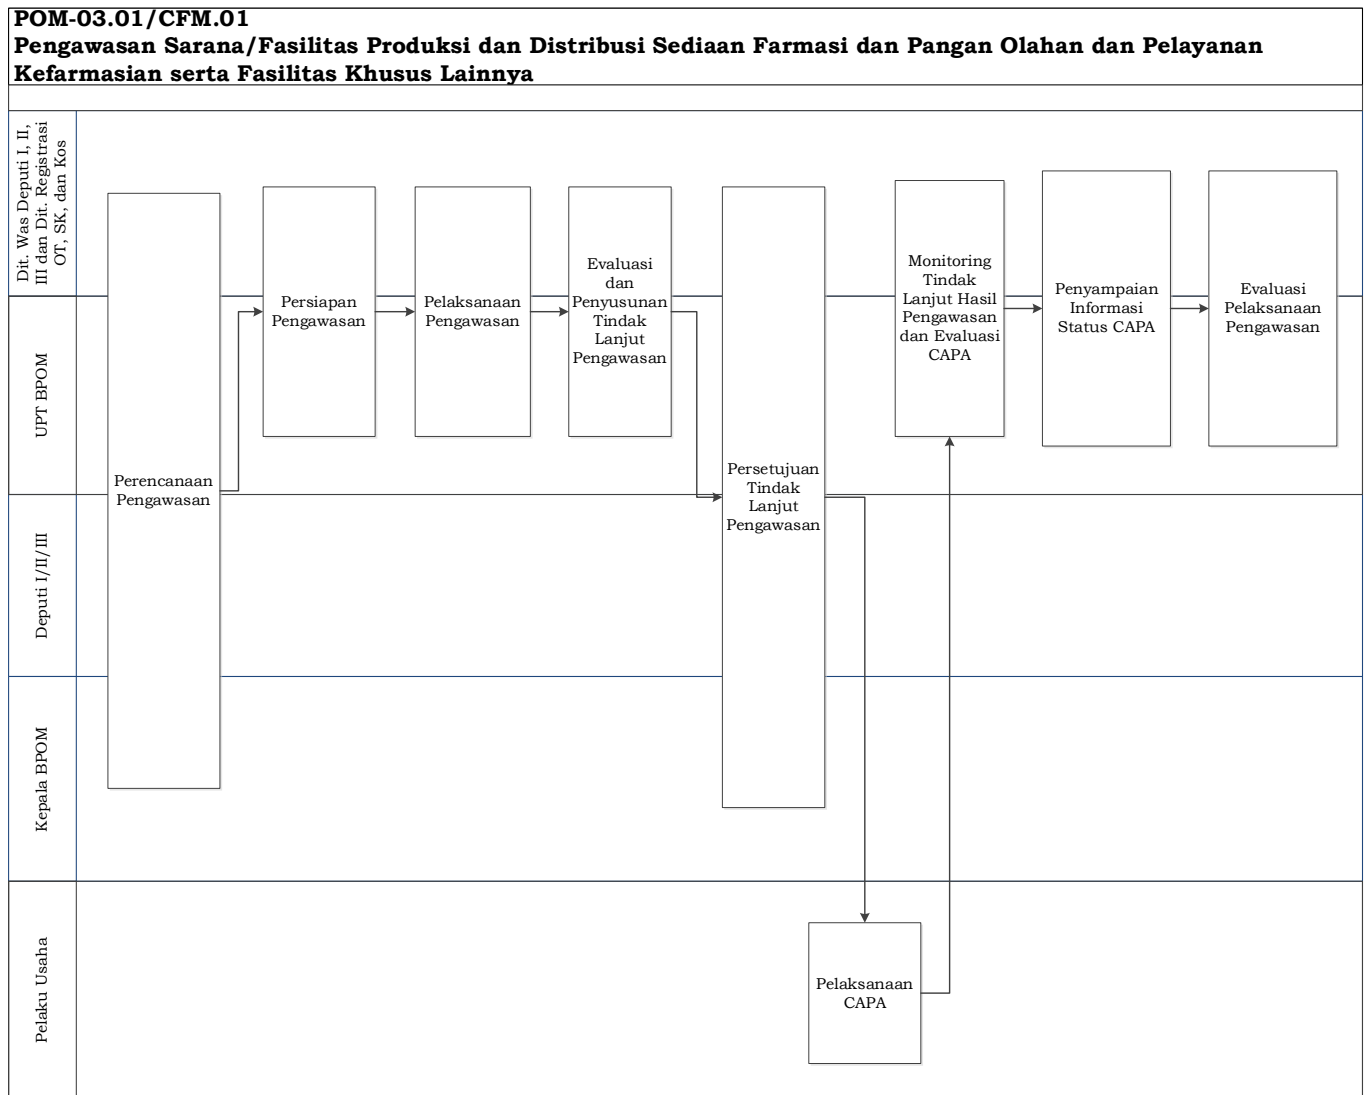 POM-03.01/CFM.01
Pengawasan Sarana/Fasilitas Produksi dan Distribusi Sediaan Farmasi dan Pangan Olahan dan Pelayanan
Kefarmasian serta Fasilitas Khusus Lainnya
Dit. Was Deputi I, II,
III dan Dit. Registrasi
OT, SK, dan Kos
UPT BPOM
Deputi I/II/III
Kepala BPOM
Pelaku Usaha
Perencanaan
Pengawasan
Persiapan
Pengawasan
Pelaksanaan
Pengawasan
Evaluasi
dan
Penyusunan
Tindak
Lanjut
Pengawasan
Persetujuan
Tindak
Lanjut
Pengawasan
Pelaksanaan
CAPA
Monitoring
Tindak
Lanjut Hasil
Pengawasan
dan Evaluasi
CAPA
Penyampaian
Informasi
Status CAPA
Evaluasi
Pelaksanaan
Pengawasan